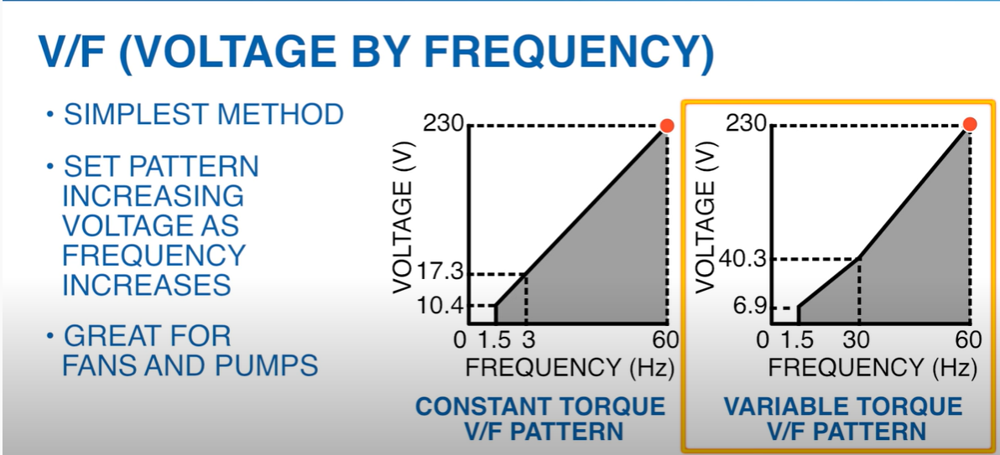 V/F (VOLTAGE BY FREQUENCY)
• SIMPLEST METHOD
• SET PATTERN
INCREASING
VOLTAGE AS
FREQUENCY
INCREASES
• GREAT FOR
FANS AND PUMPS
VOLTAGE (V)
230
17.3
10.4
0 1.5 3 60
FREQUENCY (Hz)
CONSTANT TORQUE
V/F PATTERN
VOLTAGE (V)
230
40.3
6.9
0 1.5 30 60
FREQUENCY (Hz)
VARIABLE TORQUE
V/F PATTERN